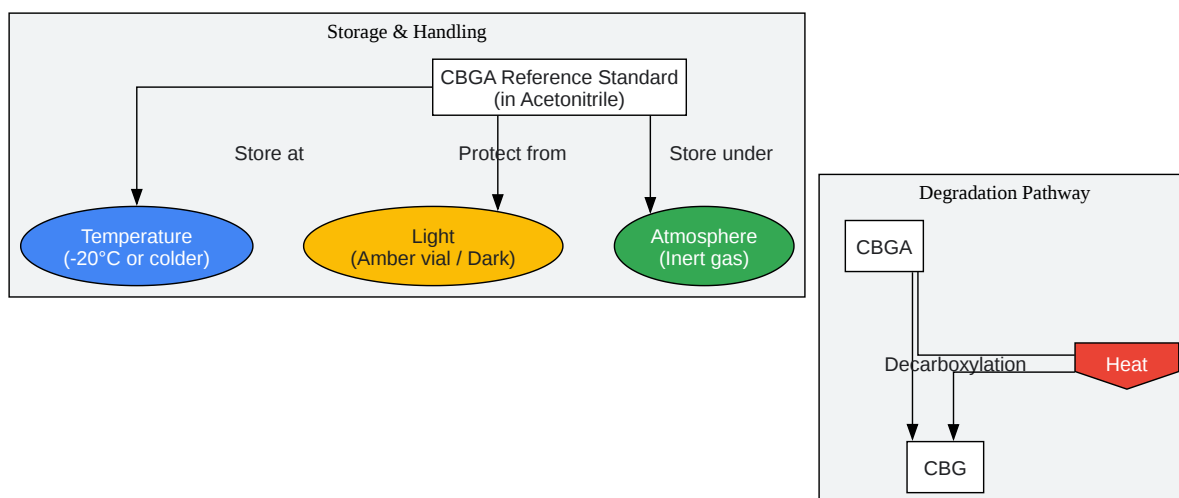 Storage & Handling
CBGA Reference Standard
(in Acetonitrile)
Store at
Protect from
Store under
Temperature
(-20°C or colder)
Light
(Amber vial / Dark)
Atmosphere
(Inert gas)
Degradation Pathway
CBGA
Decarboxylation
Heat
CBG